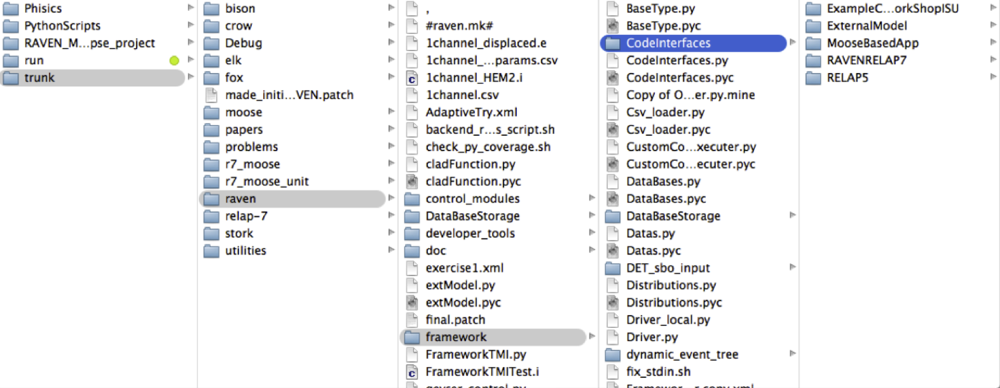 Phisics
PythonScripts
RAVEN_M...pse_project
run
trunk
bison
crow
Debug
elk
fox
made_initi...VEN.patch
moose
papers
problems
r7_moose
r7_moose_unit
raven
relap-7
stork
utilities
,
#raven.mk#
1channel_displaced.e
1channel_...params.csv
1channel_HEM2.i
1channel.csv
AdaptiveTry.xml
backend_r...s_script.sh
check_py_coverage.sh
cladFunction.py
cladFunction.pyc
control_modules
DataBaseStorage
developer_tools
doc
exercise1.xml
extModel.py
extModel.pyc
final.patch
framework
FrameworkTMI.py
FrameworkTMITest.i
geyser_control.py
BaseType.py
BaseType.pyc
CodeInterfaces
CodeInterfaces.py
CodeInterfaces.pyc
Copy of O...er.py.mine
Csv_loader.py
Csv_loader.pyc
CustomCo...xecuter.py
CustomCo...ecuter.pyc
DataBases.py
DataBases.pyc
DataBaseStorage
Datas.py
Datas.pyc
DET_sbo_input
Distributions.py
Distributions.pyc
Driver_local.py
Driver.py
dynamic_event_tree
fix_stdin.sh
Framewor...r copy.xml
ExampleC...orkShopISU
ExternalModel
MooseBasedApp
RAVENRELAP7
RELAP5